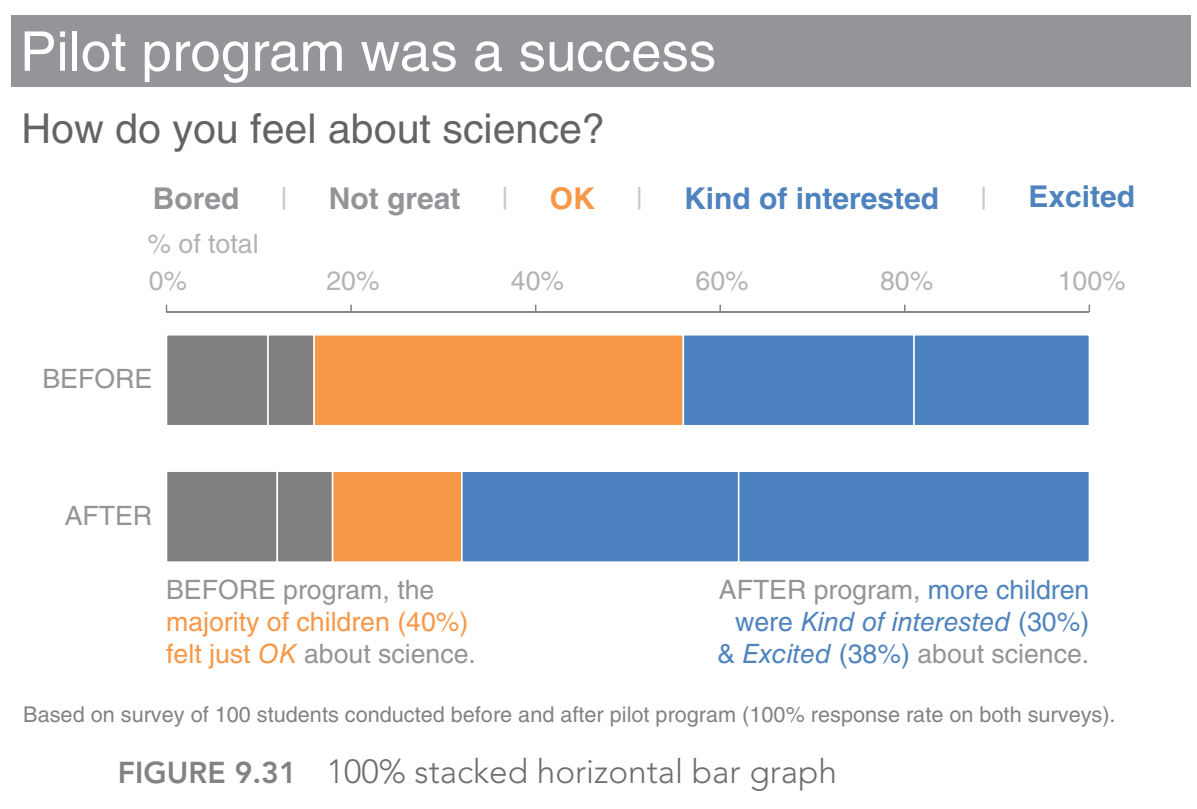 Pilot program was a success
How do you feel about science?
Bored | Not great | OK | Kind of interested | Excited
% of total
0% 20% 40% 60% 80% 100%
BEFORE
AFTER
BEFORE program, the
majority of children (40%)
felt just OK about science.
AFTER program, more children
were Kind of interested (30%)
& Excited (38%) about science.
Based on survey of 100 students conducted before and after pilot program (100% response rate on both surveys).
FIGURE 9.31 100% stacked horizontal bar graph